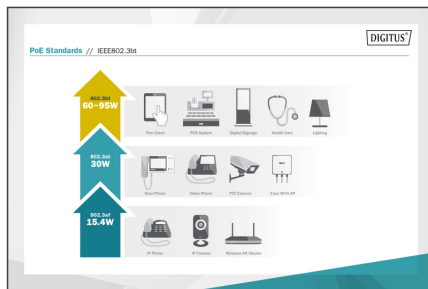 DIGITUS®
PoE Standards // IEEE802.3bt
802.3bt
60~95W
Thin Client
POS System
Digital Signage
Health Care
Lighting
802.3at
30W
Door Phone
Video Phone
PTZ Camera
11ac Wi-Fi AP
802.3af
15.4W
IP Phone
IP Camera
Wireless AP/Router